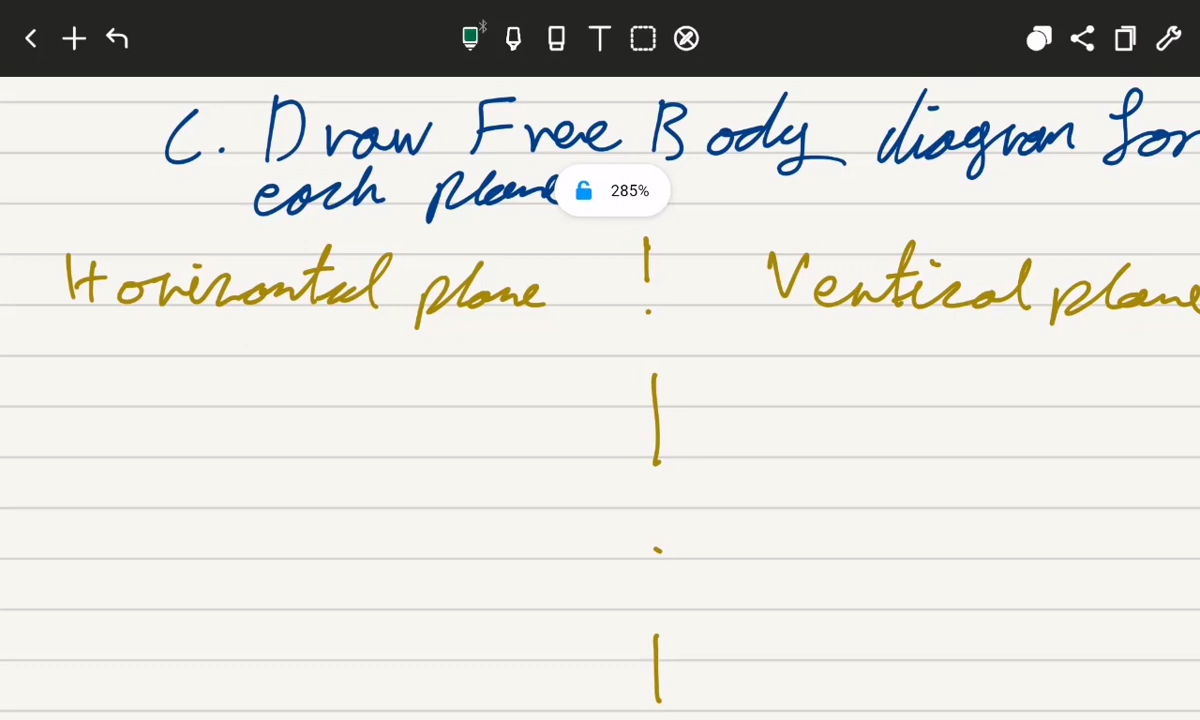 285%
C. Draw Free Body diagram for
each plane
Horizontal plane
Vertical plane